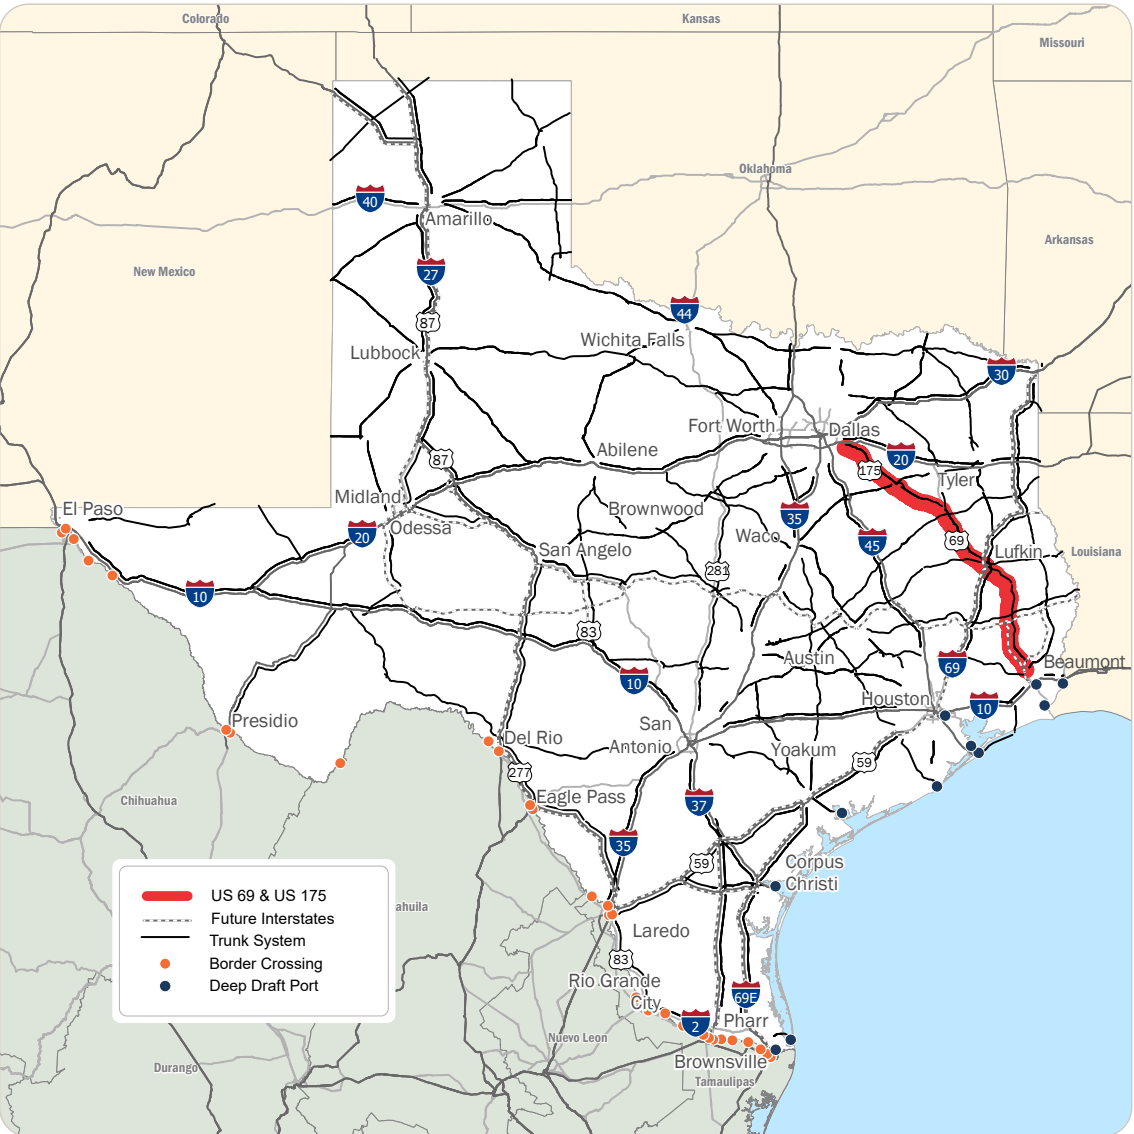 Colorado
Kansas
Missouri
Oklahoma
40
Amarillo
Arkansas
New Mexico
27
44
87
Wichita Falls
Lubbock
30
Fort Worth
Dallas
Abilene
20
87
175
Tyler
Midland
El Paso
Brownwood
35
Odessa
20
Waco
45
69
San Angelo
Lufkin
Louisiana
281
10
83
Austin
69
Beaumont
10
Houston
10
Presidio
San
Antonio
Del Rio
Yoakum
59
277
Chihuahua
Eagle Pass
37
35
59
Corpus
Christi
US 69 & US 175
ahuila
Future Interstates
Trunk System
Laredo
Border Crossing
83
Deep Draft Port
Rio Grande
City
69E
2
Pharr
Nuevo Leon
Brownsville
Durango
Tamaulipas